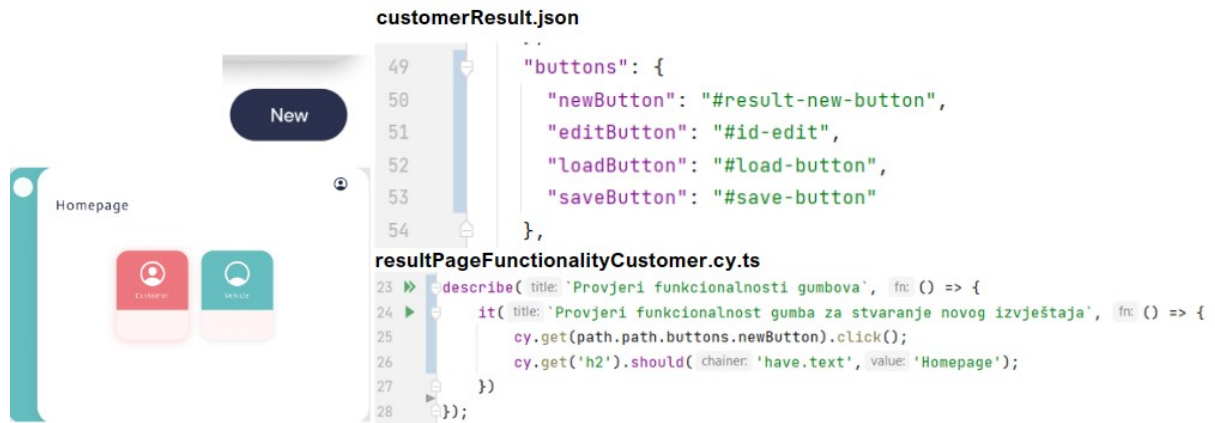 customerResult.json
New
Homepage
Customer
Vehicle
49 "buttons": {
50 "newButton": "#result-new-button",
51 "editButton": "#id-edit",
52 "loadButton": "#load-button",
53 "saveButton": "#save-button"
54 },
resultPageFunctionalityCustomer.cy.ts
23 describe( title: `Provjeri funkcionalnosti gumbova`, fn: () => {
24 it( title: `Provjeri funkcionalnost gumba za stvaranje novog izvještaja`, fn: () => {
25 cy.get(path.path.buttons.newButton).click();
26 cy.get('h2').should( chainer: 'have.text', value: 'Homepage');
27 })
28 });